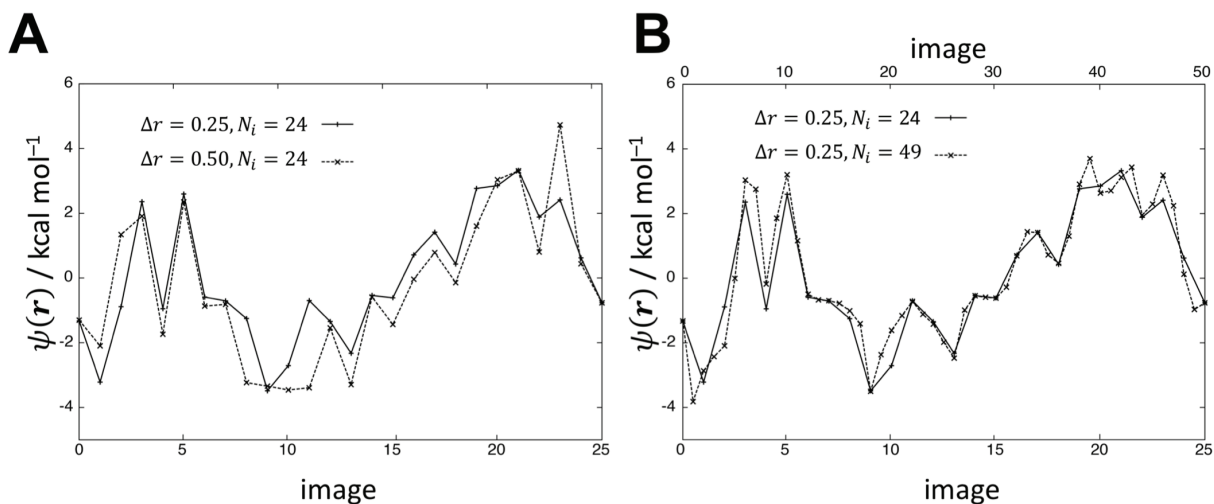 A
6
4
2
0
-2
-4
ψ(r) / kcal mol⁻¹
Δr = 0.25, Nᵢ = 24
Δr = 0.50, Nᵢ = 24
0 5 10 15 20 25
image
B
image
0 10 20 30 40 50
6
4
2
0
-2
-4
ψ(r) / kcal mol⁻¹
Δr = 0.25, Nᵢ = 24
Δr = 0.25, Nᵢ = 49
0 5 10 15 20 25
image